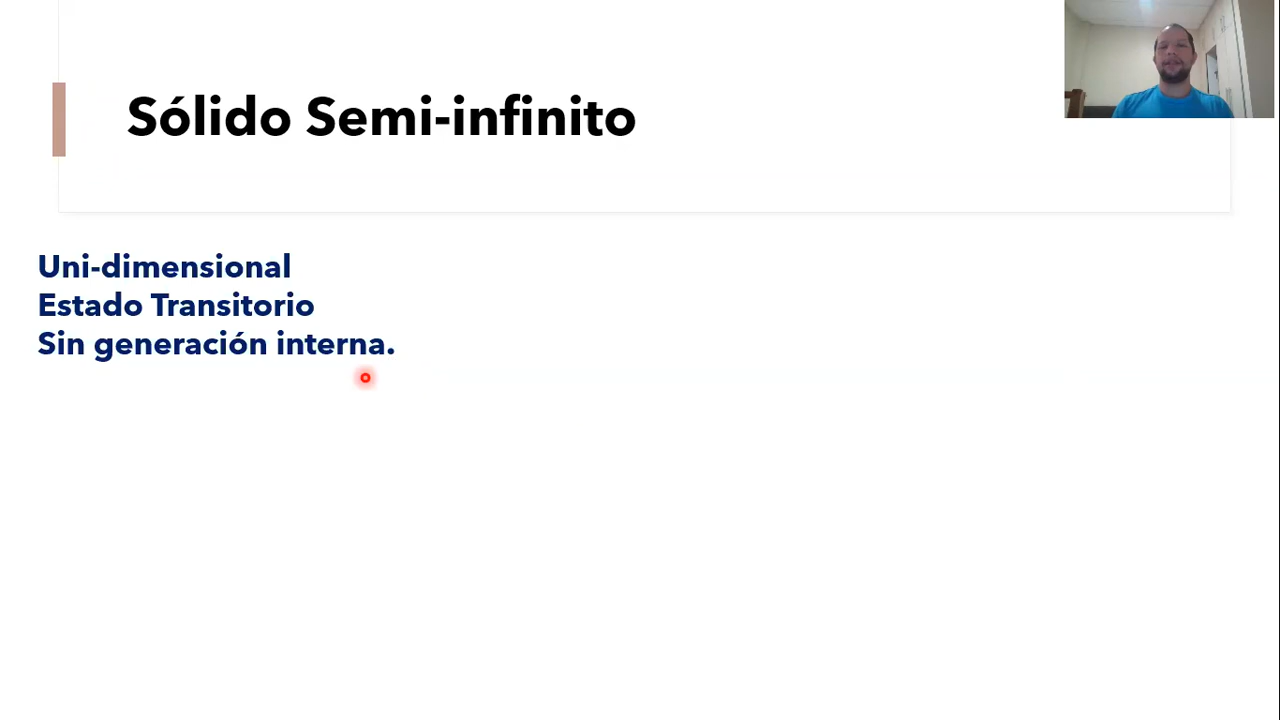 Sólido Semi-infinito
Uni-dimensional
Estado Transitorio
Sin generación interna.